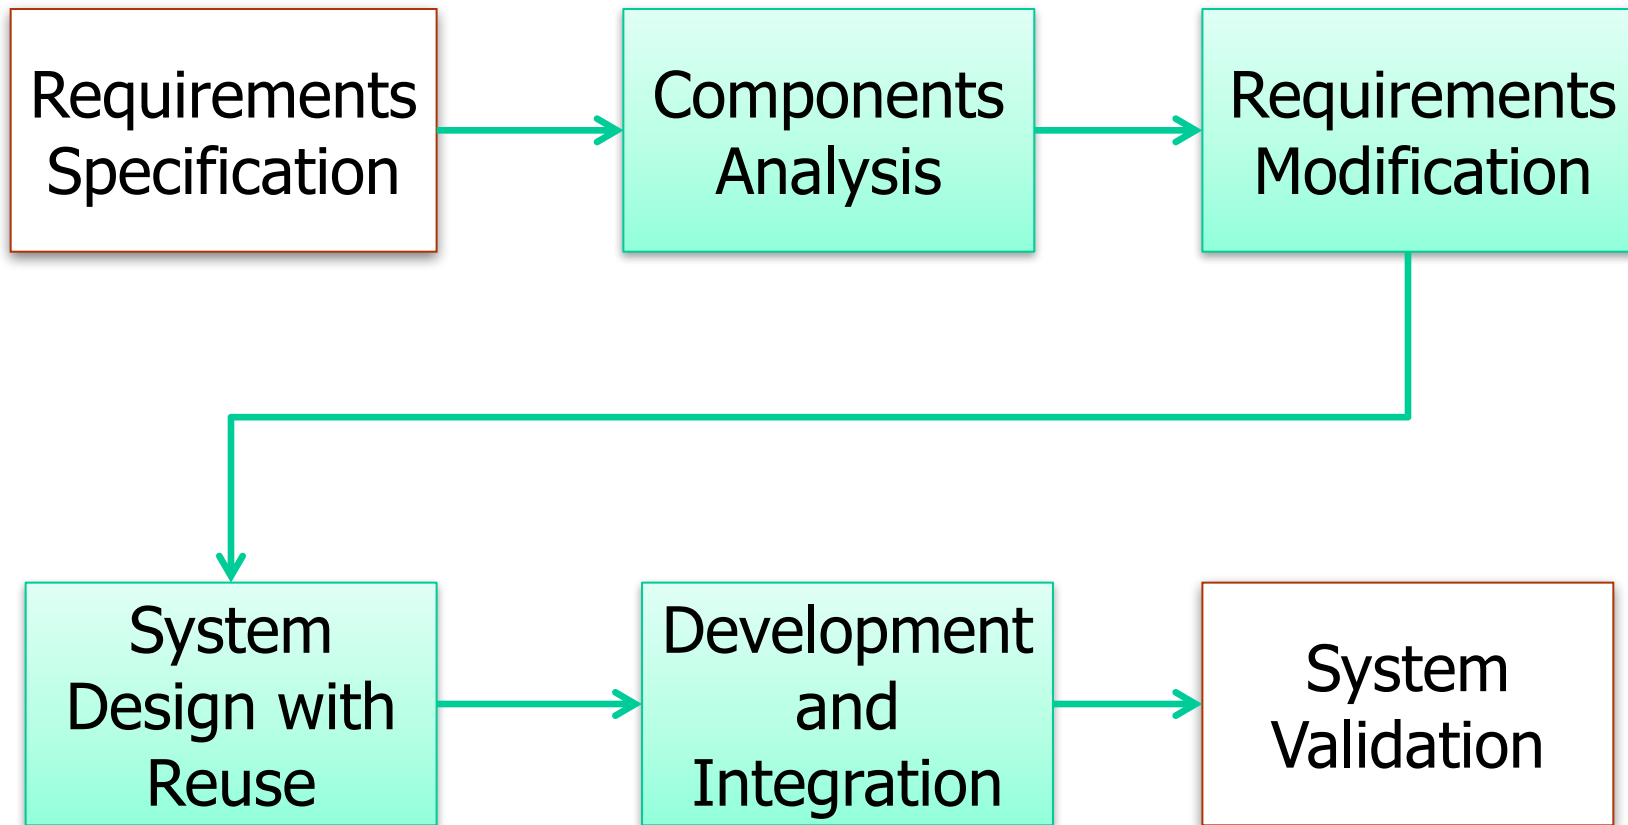 Requirements
Specification
Components
Analysis
Requirements
Modification
System
Design with
Reuse
Development
and
Integration
System
Validation